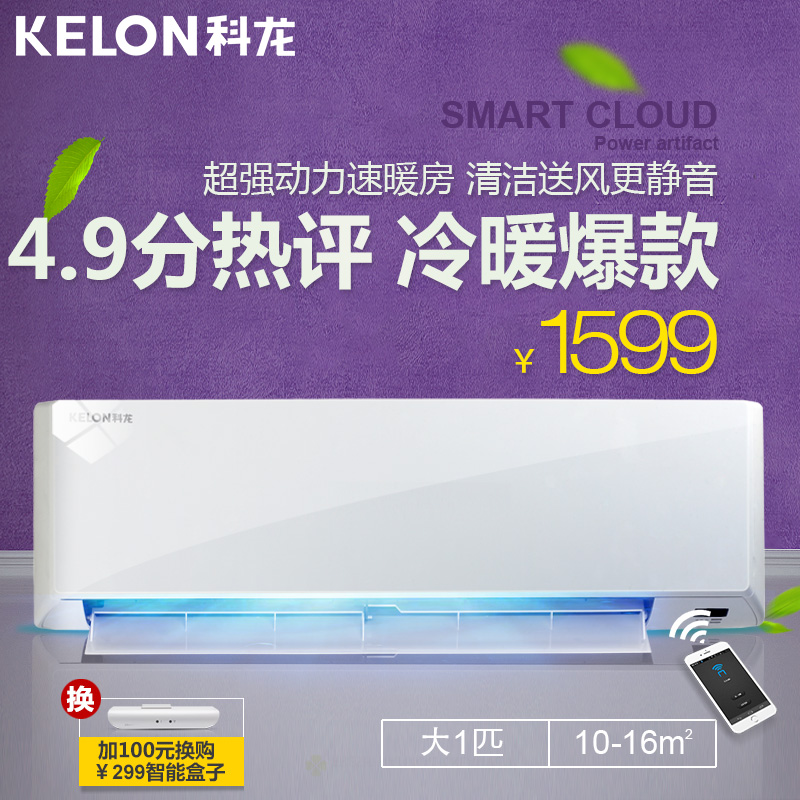 KELON科龙
SMART CLOUD
Power artifact
超强动力速暖房 清洁送风更静音
4.9分热评 冷暖爆款
¥1599
KELON科龙
换
加100元换购
¥299智能盒子
大1匹 10-16m²